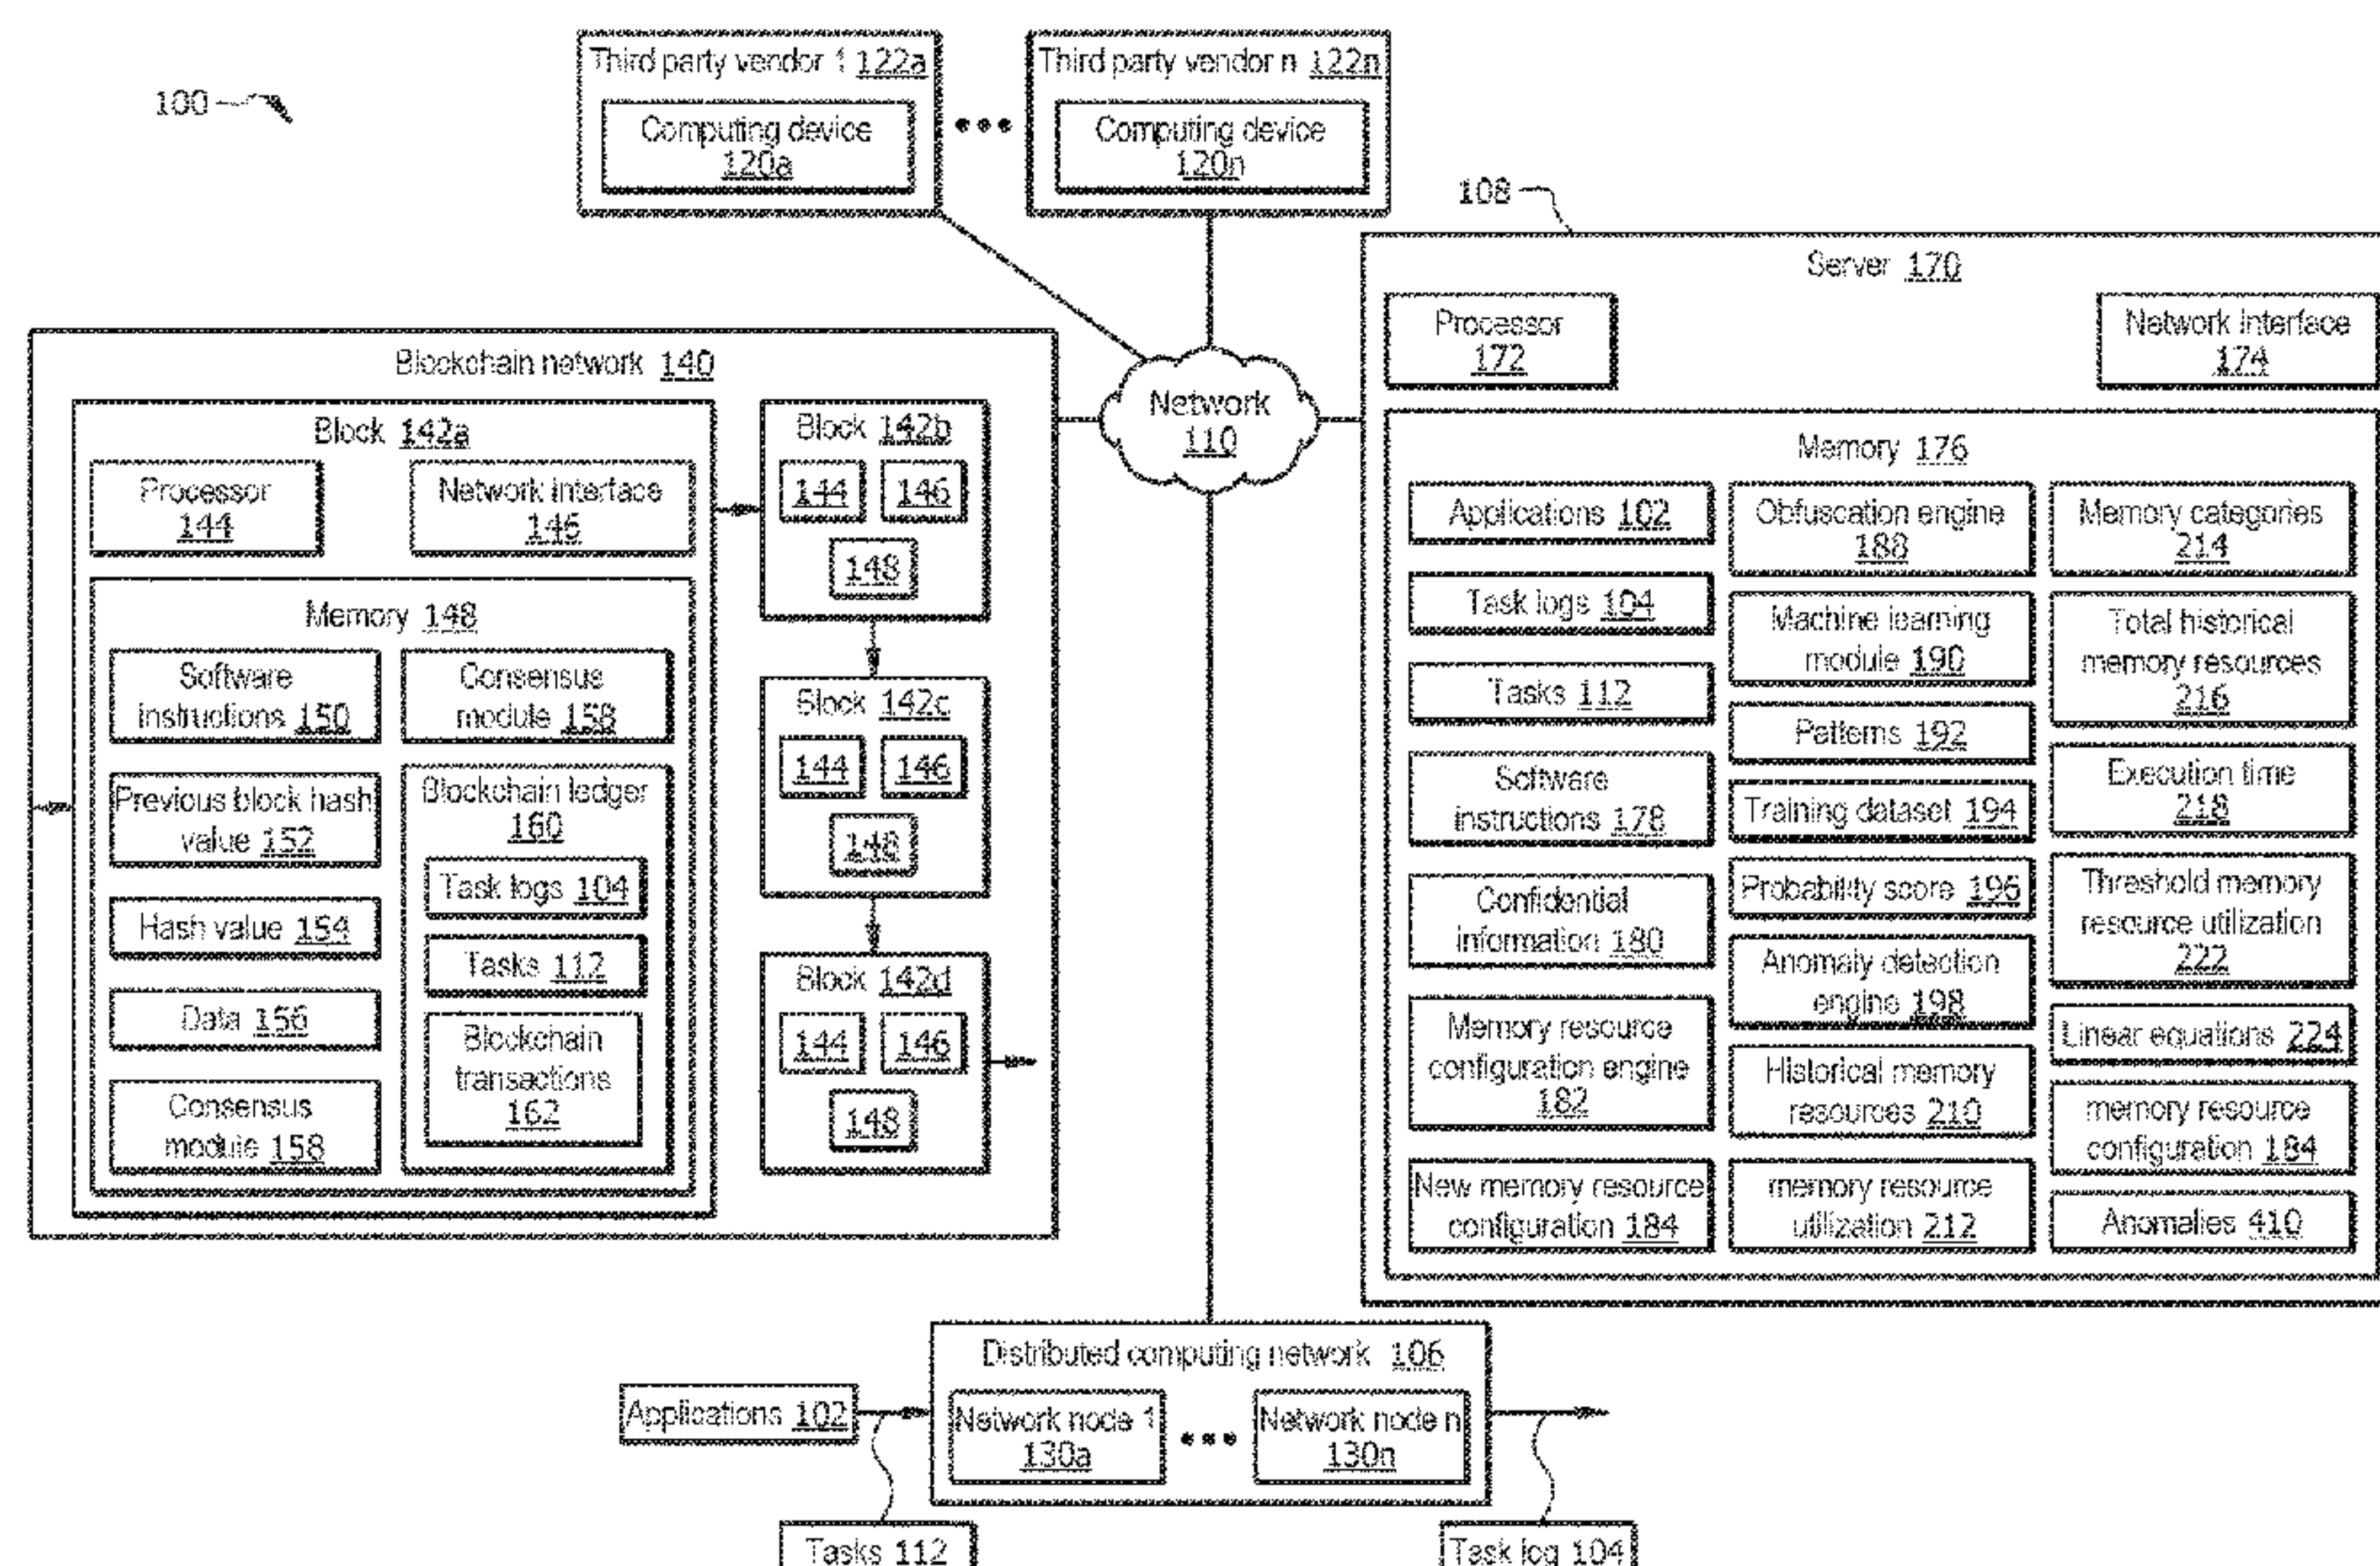 100
Third party vendor 1 122a
Computing device
120a
Third party vendor n 122n
Computing device
120n
108
Network
110
Blockchain network 140
Block 142a
Processor
144
Network interface
146
Memory 148
Software
instructions 150
Consensus
module 158
Previous block hash
value 152
Hash value 154
Data 156
Consensus
module 158
Blockchain ledger
160
Task logs 104
Tasks 112
Blockchain
transactions
162
Block 142b
144 146
148
Block 142c
144 146
148
Block 142d
144 146
148
Server 170
Processor
172
Network interface
174
Memory 176
Applications 102
Task logs 104
Tasks 112
Software
instructions 178
Confidential
information 180
Memory resource
configuration engine
182
New memory resource
configuration 184
Obfuscation engine
188
Machine learning
module 190
Patterns 192
Training dataset 194
Probability score 196
Anomaly detection
engine 198
Historical memory
resources 210
memory resource
utilization 212
Memory categories
214
Total historical
memory resources
216
Execution time
218
Threshold memory
resource utilization
222
Linear equations 224
memory resource
configuration 184
Anomalies 410
Distributed computing network 106
Applications 102
Network node 1
130a
Network node n
130n
Tasks 112
Task log 104